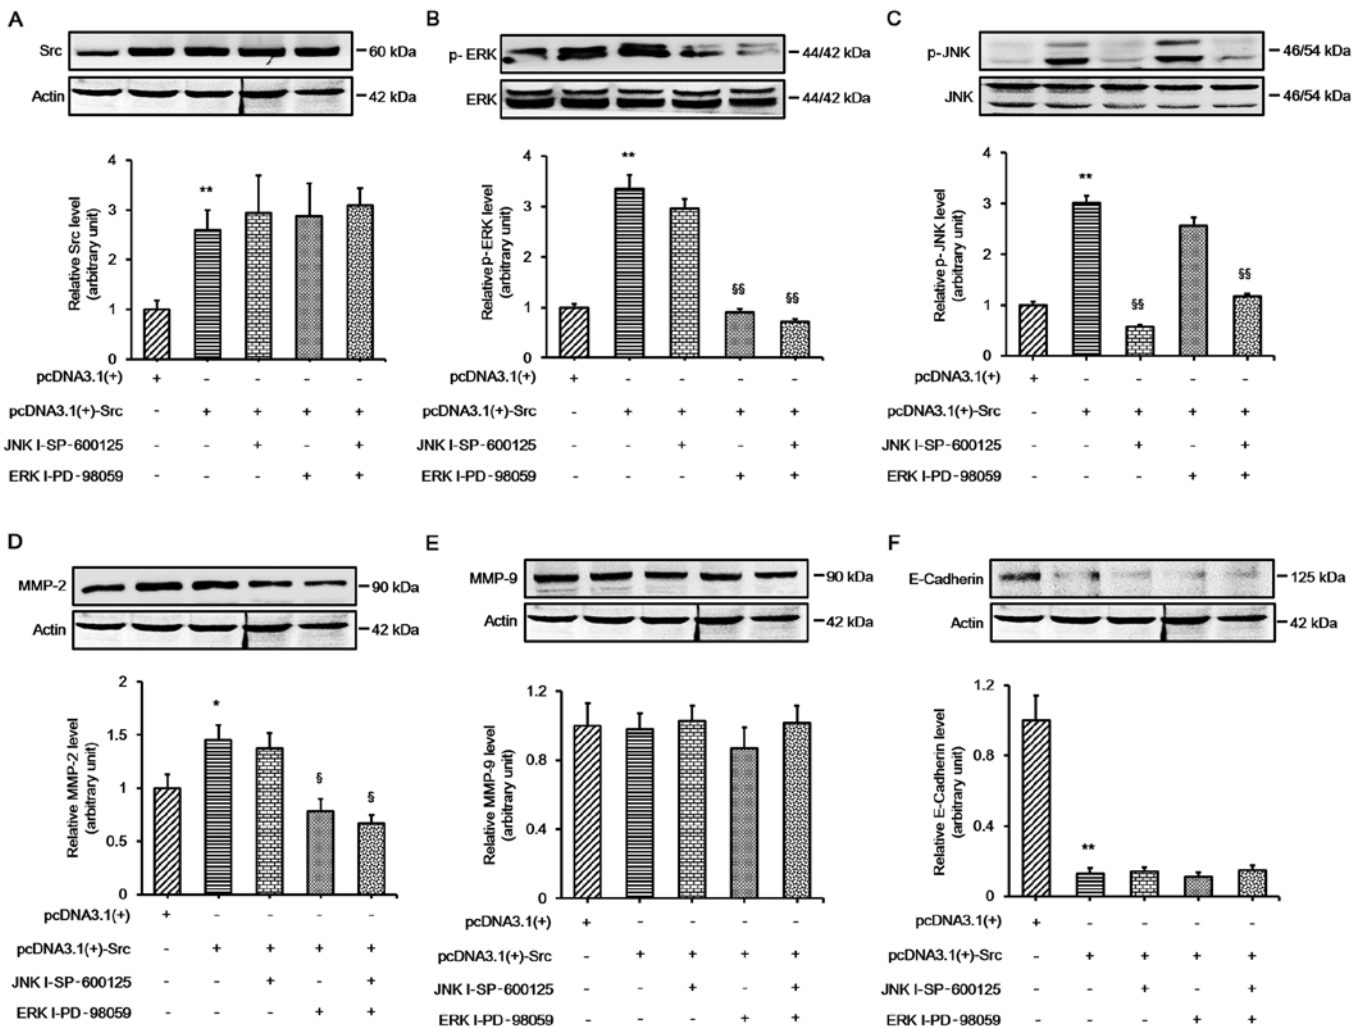 A
Src
60 kDa
Actin
42 kDa
Relative Src level
(arbitrary unit)
4
3
2
1
0
**
pcDNA3.1(+) + - - - -
pcDNA3.1(+)-Src - + + + +
JNK I-SP-600125 - - + - +
ERK I-PD-98059 - - - + +
B
p-ERK
44/42 kDa
ERK
44/42 kDa
Relative p-ERK level
(arbitrary unit)
4
3
2
1
0
**
§§
§§
pcDNA3.1(+) + - - - -
pcDNA3.1(+)-Src - + + + +
JNK I-SP-600125 - - + - +
ERK I-PD-98059 - - - + +
C
p-JNK
46/54 kDa
JNK
46/54 kDa
Relative p-JNK level
(arbitrary unit)
4
3
2
1
0
**
§§
§§
pcDNA3.1(+) + - - - -
pcDNA3.1(+)-Src - + + + +
JNK I-SP-600125 - - + - +
ERK I-PD-98059 - - - + +
D
MMP-2
90 kDa
Actin
42 kDa
Relative MMP-2 level
(arbitrary unit)
2
1.5
1
0.5
0
*
§
§
pcDNA3.1(+) + - - - -
pcDNA3.1(+)-Src - + + + +
JNK I-SP-600125 - - + - +
ERK I-PD-98059 - - - + +
E
MMP-9
90 kDa
Actin
42 kDa
Relative MMP-9 level
(arbitrary unit)
1.2
0.8
0.4
0
pcDNA3.1(+) + - - - -
pcDNA3.1(+)-Src - + + + +
JNK I-SP-600125 - - + - +
ERK I-PD-98059 - - - + +
F
E-Cadherin
125 kDa
Actin
42 kDa
Relative E-Cadherin level
(arbitrary unit)
1.2
0.8
0.4
0
**
pcDNA3.1(+) + - - - -
pcDNA3.1(+)-Src - + + + +
JNK I-SP-600125 - - + - +
ERK I-PD-98059 - - - + +